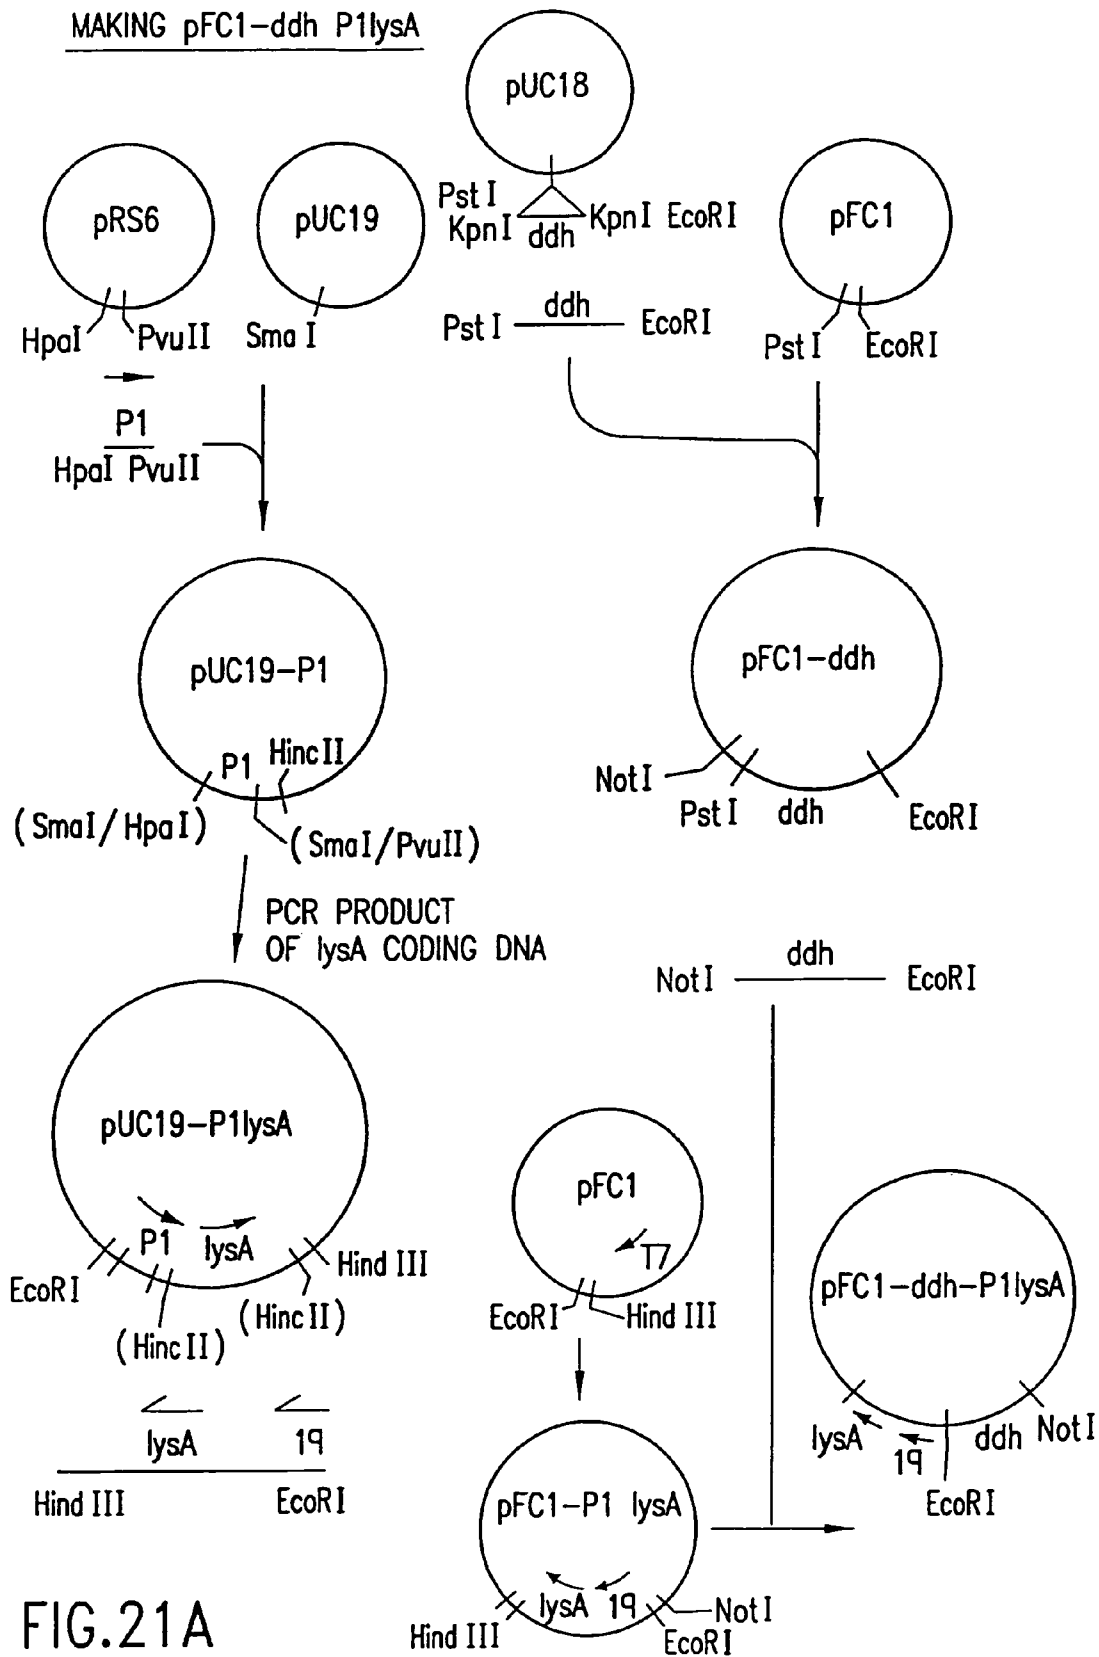 MAKING pFC1-ddh P1lysA
pUC18
PstI
KpnI ddh KpnI EcoRI
pRS6
HpaI PvuII
pUC19
Sma I
pFC1
PstI EcoRI
P1
HpaI PvuII
PstI ddh EcoRI
pUC19-P1
P1 HincII
(SmaI/HpaI)
(SmaI/PvuII)
pFC1-ddh
NotI
PstI ddh EcoRI
PCR PRODUCT
OF lysA CODING DNA
NotI ddh EcoRI
pUC19-P1lysA
P1 lysA
EcoRI Hind III
(HincII) (HincII)
lysA 19
Hind III EcoRI
pFC1
T7
EcoRI Hind III
pFC1-P1 lysA
lysA 19
Hind III EcoRI NotI
pFC1-ddh-P1lysA
lysA 19 ddh NotI
EcoRI
FIG.21A